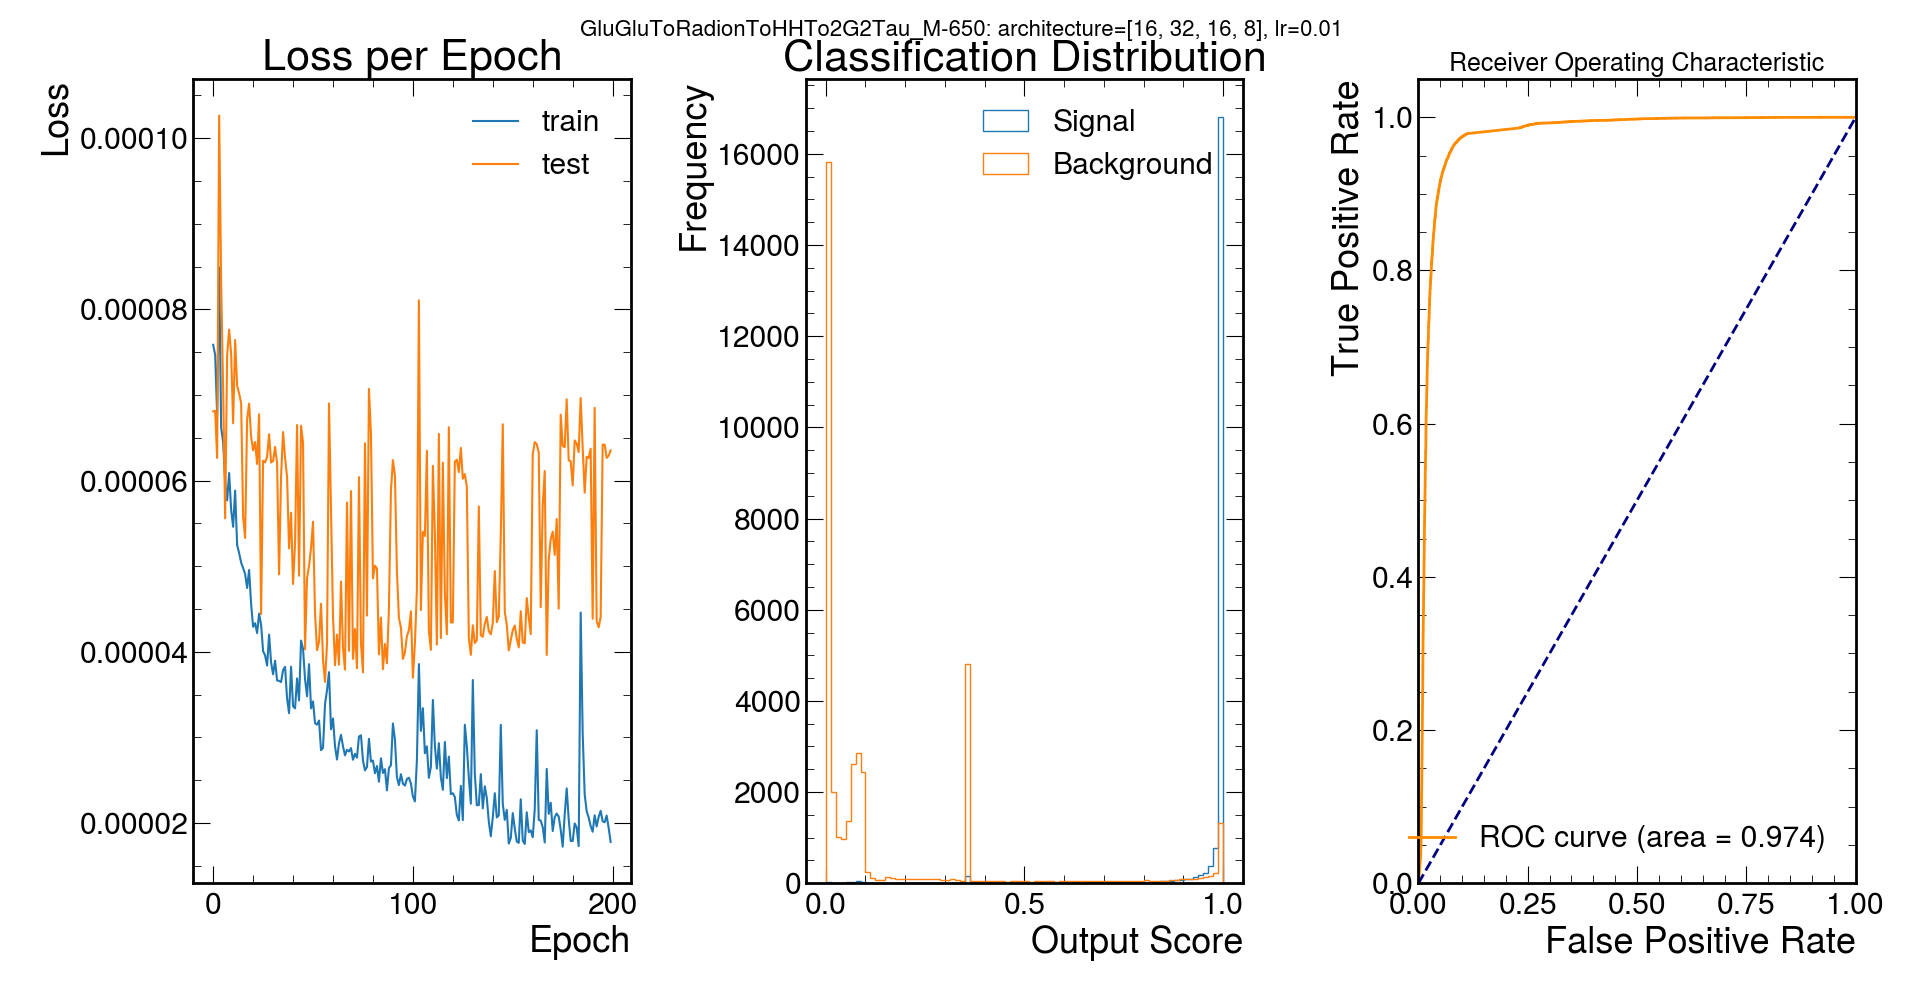 GluGluToRadionToHHTo2G2Tau_M-650: architecture=[16, 32, 16, 8], lr=0.01
Loss per Epoch
Loss
0.00010
0.00008
0.00006
0.00004
0.00002
0
100
200
Epoch
train
test
Classification Distribution
Frequency
16000
14000
12000
10000
8000
6000
4000
2000
0
0.0
0.5
1.0
Output Score
Signal
Background
Receiver Operating Characteristic
True Positive Rate
1.0
0.8
0.6
0.4
0.2
0.0
0.00
0.25
0.50
0.75
1.00
False Positive Rate
ROC curve (area = 0.974)